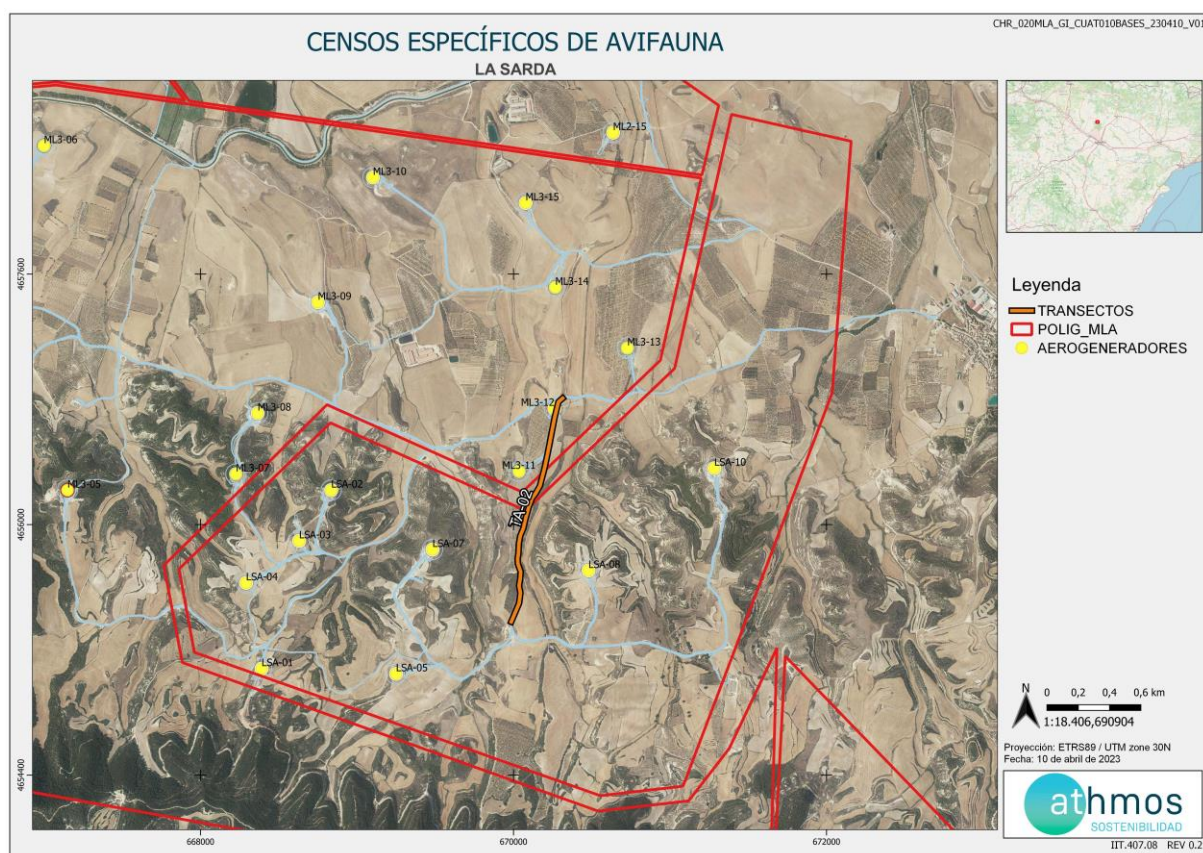 CHR_020MLA_GI_CUAT010BASES_230410_V01
CENSOS ESPECÍFICOS DE AVIFAUNA
LA SARDA
ML3-06
ML2-15
ML3-10
ML3-15
4657600
ML3-14
ML3-09
ML3-13
ML3-08
ML3-12
ML3-07
ML3-11
LSA-10
ML3-05
LSA-02
TA-02
4656000
LSA-03
LSA-07
LSA-04
LSA-08
LSA-01
LSA-05
4654400
668000
670000
672000
Leyenda
TRANSECTOS
POLIG_MLA
AEROGENERADORES
N
0 0,2 0,4 0,6 km
1:18.406,690904
Proyección: ETRS89 / UTM zone 30N
Fecha: 10 de abril de 2023
athmos
SOSTENIBILIDAD
IIT.407.08 REV 0.2